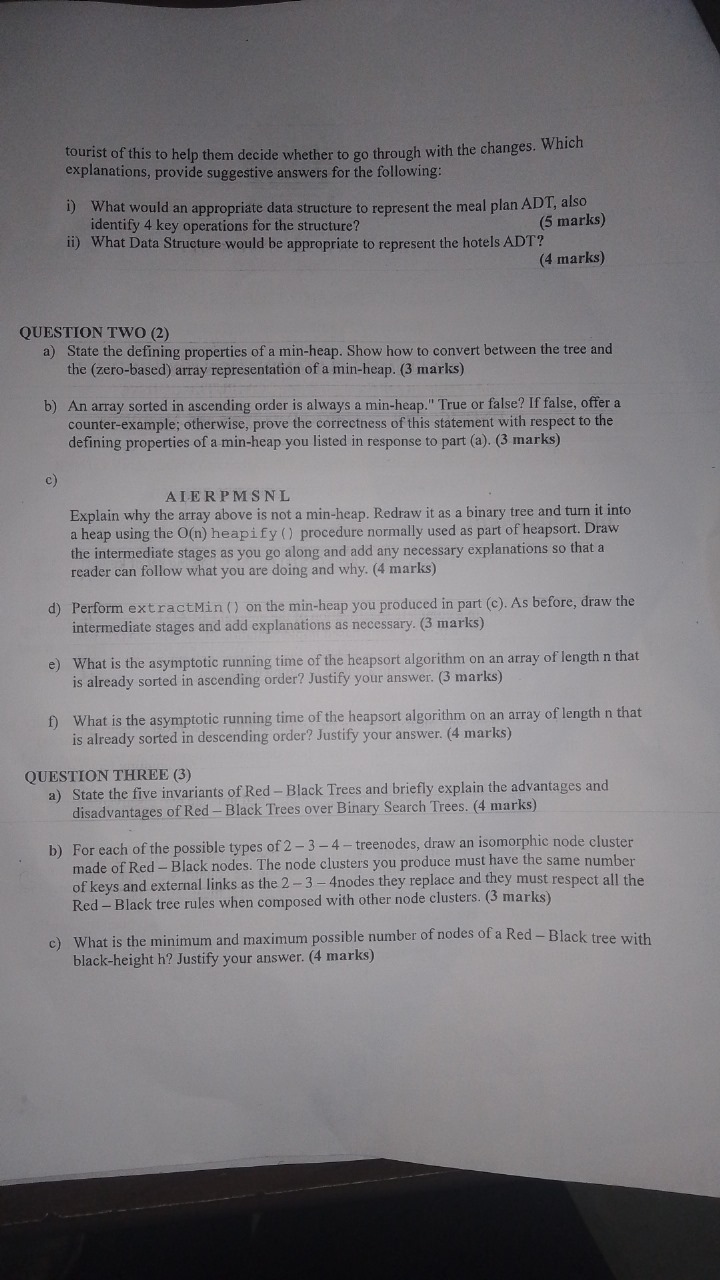 tourist of this to help them decide whether to go through with the changes. Which
explanations, provide suggestive answers for the following:
i) What would an appropriate data structure to represent the meal plan ADT, also
identify 4 key operations for the structure? (5 marks)
ii) What Data Structure would be appropriate to represent the hotels ADT?
(4 marks)
QUESTION TWO (2)
a) State the defining properties of a min-heap. Show how to convert between the tree and
the (zero-based) array representation of a min-heap. (3 marks)
b) An array sorted in ascending order is always a min-heap." True or false? If false, offer a
counter-example; otherwise, prove the correctness of this statement with respect to the
defining properties of a min-heap you listed in response to part (a). (3 marks)
c)
A I E R P M S N L
Explain why the array above is not a min-heap. Redraw it as a binary tree and turn it into
a heap using the O(n) heapify() procedure normally used as part of heapsort. Draw
the intermediate stages as you go along and add any necessary explanations so that a
reader can follow what you are doing and why. (4 marks)
d) Perform extractMin() on the min-heap you produced in part (c). As before, draw the
intermediate stages and add explanations as necessary. (3 marks)
e) What is the asymptotic running time of the heapsort algorithm on an array of length n that
is already sorted in ascending order? Justify your answer. (3 marks)
f) What is the asymptotic running time of the heapsort algorithm on an array of length n that
is already sorted in descending order? Justify your answer. (4 marks)
QUESTION THREE (3)
a) State the five invariants of Red – Black Trees and briefly explain the advantages and
disadvantages of Red – Black Trees over Binary Search Trees. (4 marks)
b) For each of the possible types of 2 – 3 – 4 – treenodes, draw an isomorphic node cluster
made of Red – Black nodes. The node clusters you produce must have the same number
of keys and external links as the 2 – 3 – 4nodes they replace and they must respect all the
Red – Black tree rules when composed with other node clusters. (3 marks)
c) What is the minimum and maximum possible number of nodes of a Red – Black tree with
black-height h? Justify your answer. (4 marks)